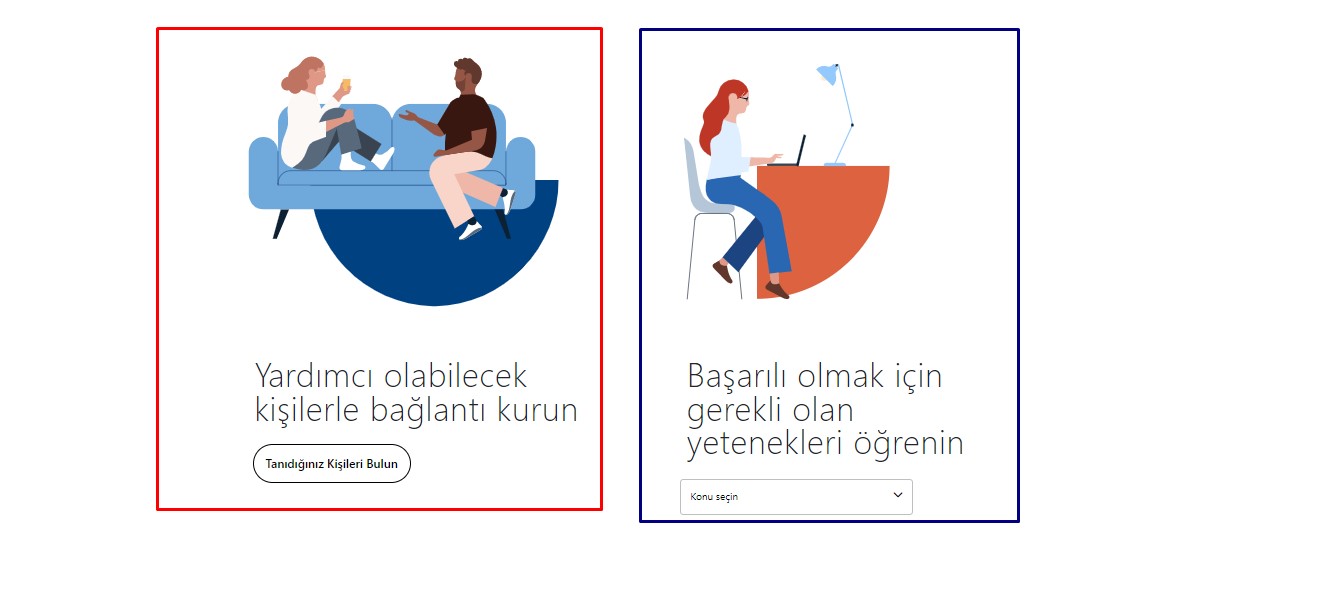 Yardımcı olabilecek
kişilerle bağlantı kurun
Tanıdığınız Kişileri Bulun
Başarılı olmak için
gerekli olan
yetenekleri öğrenin
Konu seçin